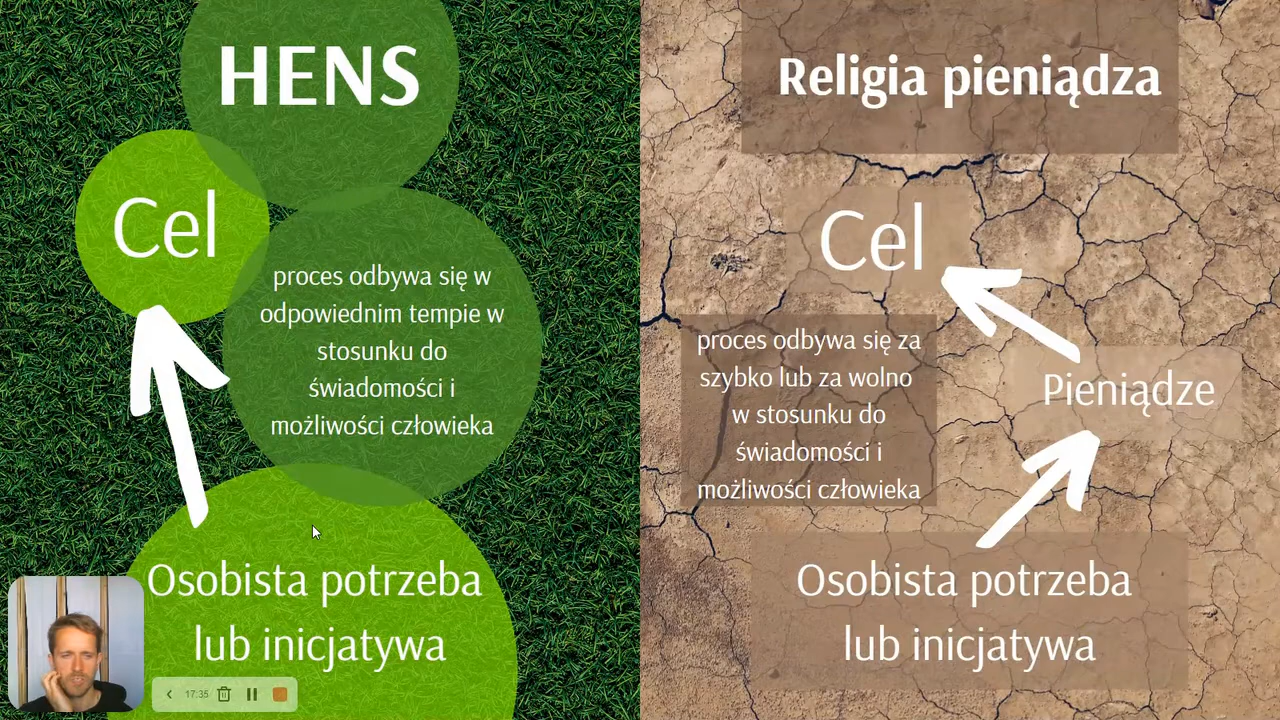 HENS
Cel
proces odbywa się w
odpowiednim tempie w
stosunku do
świadomości i
możliwości człowieka
Osobista potrzeba
lub inicjatywa
17:35
Religia pieniądza
Cel
proces odbywa się za
szybko lub za wolno
w stosunku do
świadomości i
możliwości człowieka
Pieniądze
Osobista potrzeba
lub inicjatywa